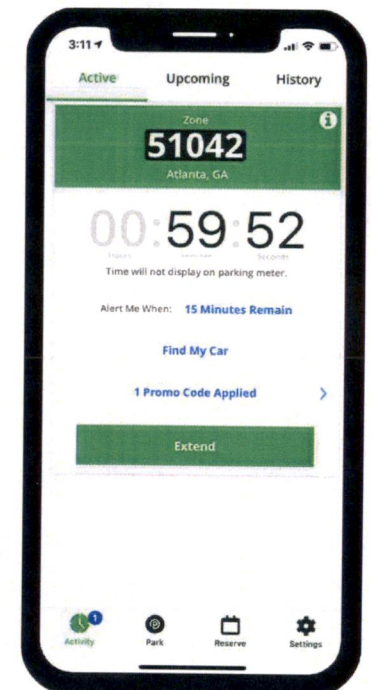 3:11
Active Upcoming History
Zone
51042
Atlanta, GA
00:59:52
Hours Seconds
Time will not display on parking meter.
Alert Me When: 15 Minutes Remain
Find My Car
1 Promo Code Applied
Extend
1
Activity Park Reserve Settings